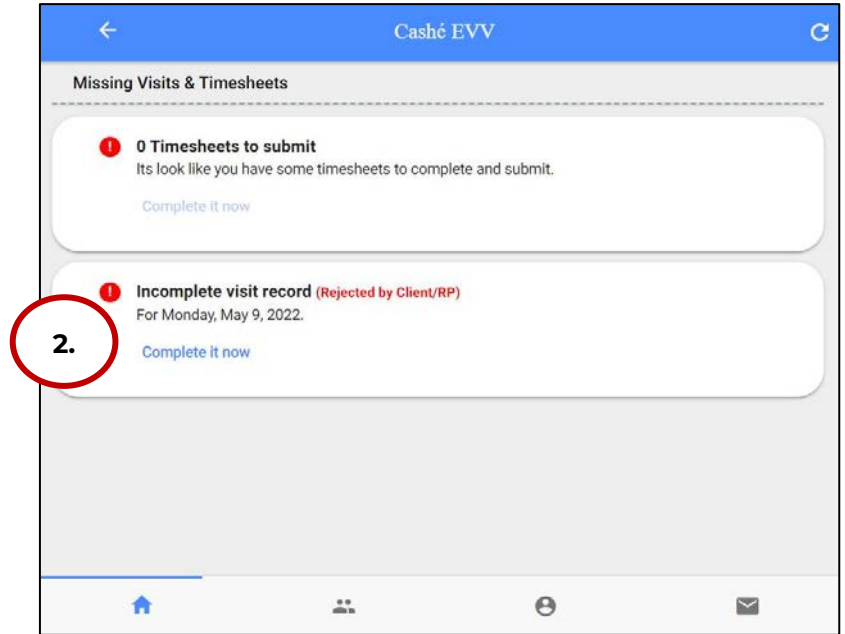 Cashé EVV
Missing Visits & Timesheets
0 Timesheets to submit
Its look like you have some timesheets to complete and submit.
Complete it now
Incomplete visit record (Rejected by Client/RP)
For Monday, May 9, 2022.
2.
Complete it now